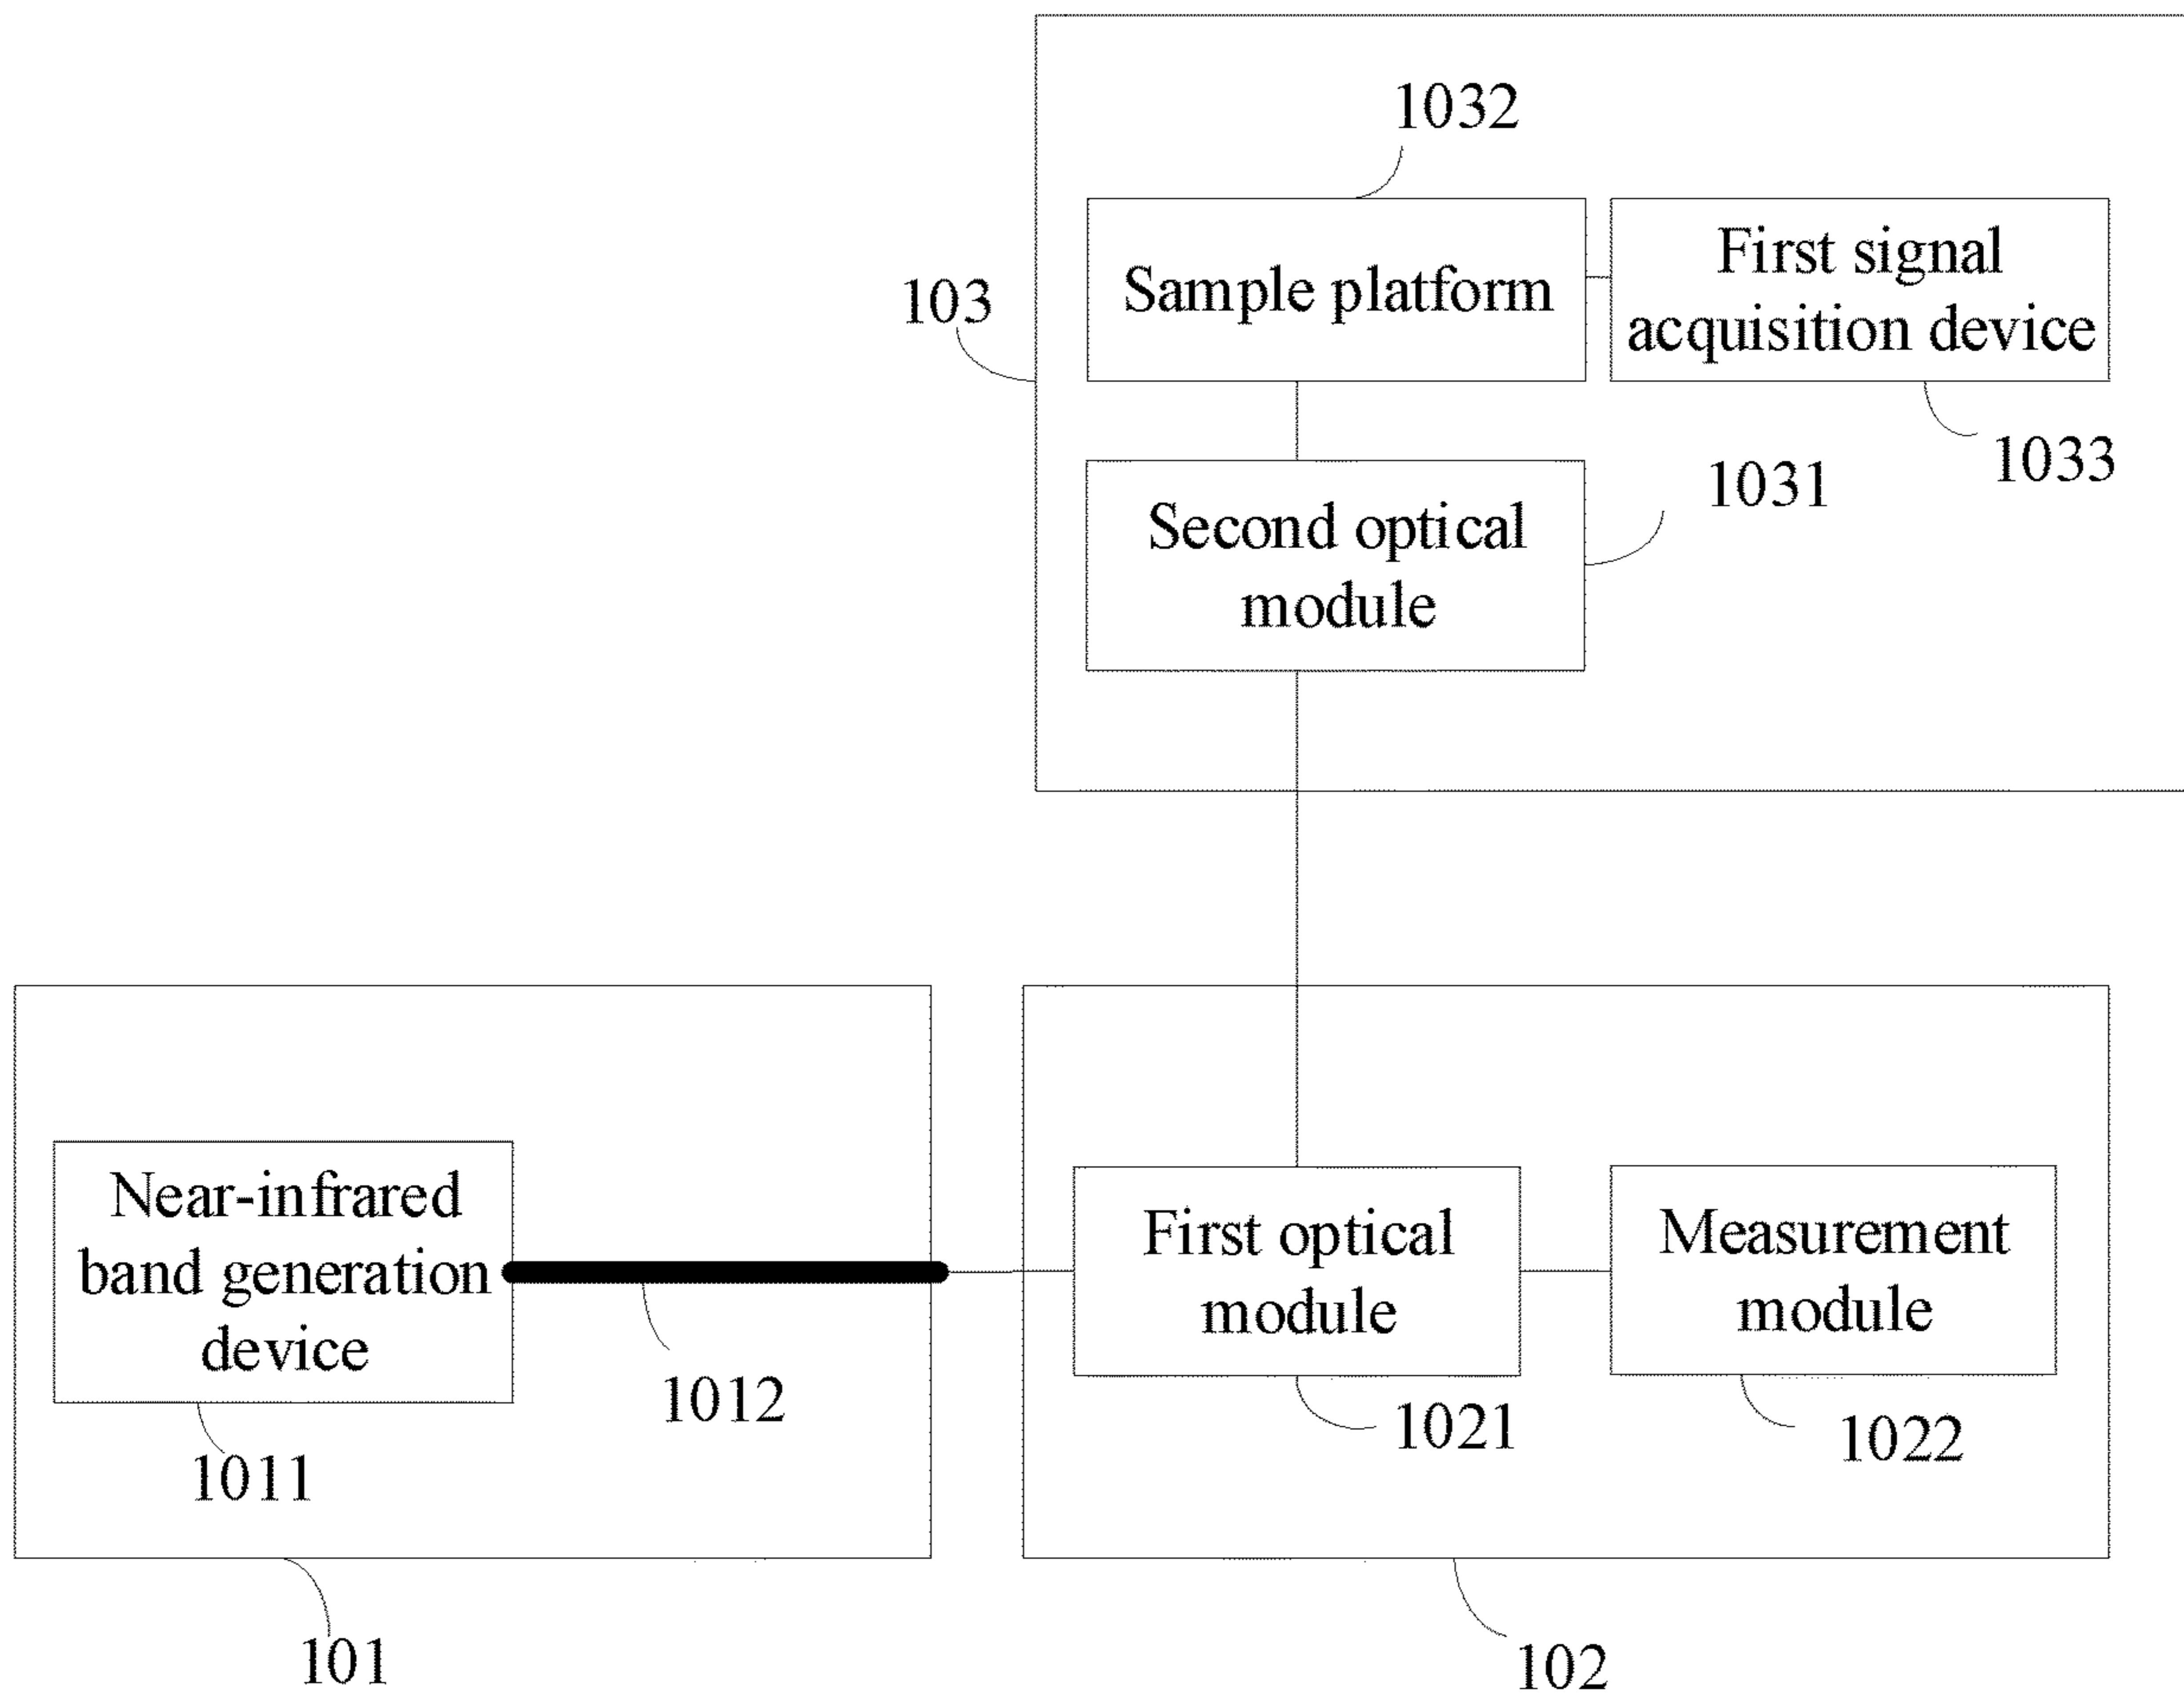 1032
Sample platform
First signal
acquisition device
103
1033
1031
Second optical
module
Near-infrared
band generation
device
First optical
module
Measurement
module
1012
1021
1022
1011
101
102